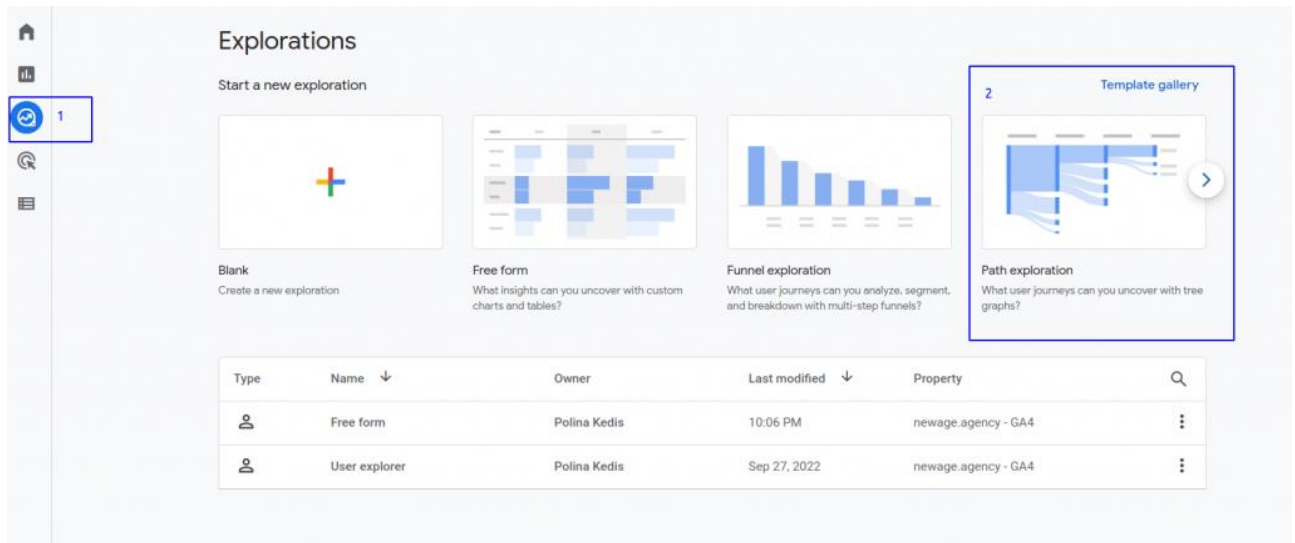 Explorations
Start a new exploration
1
2
Template gallery
Blank
Create a new exploration
Free form
What insights can you uncover with custom
charts and tables?
Funnel exploration
What user journeys can you analyze, segment,
and breakdown with multi-step funnels?
Path exploration
What user journeys can you uncover with tree
graphs?
Type Name Owner Last modified Property
Free form Polina Kedis 10:06 PM newage.agency - GA4
User explorer Polina Kedis Sep 27, 2022 newage.agency - GA4